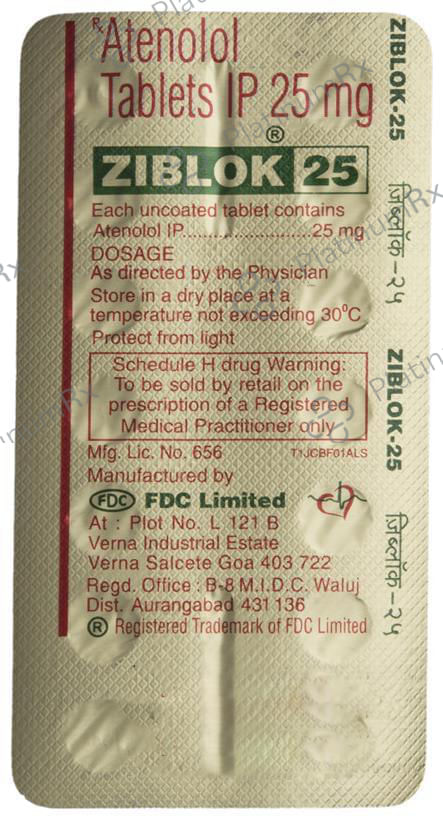 Rx
Atenolol
Tablets IP 25 mg
®
ZIBLOK 25
Each uncoated tablet contains
Atenolol IP........................25 mg
DOSAGE
As directed by the Physician
Store in a dry place at a
temperature not exceeding 30⁰C
Protect from light
Schedule H drug Warning:
To be sold by retail on the
prescription of a Registered
Medical Practitioner only
Mfg. Lic. No. 656
T1JCBF01ALS
Manufactured by
FDC FDC Limited
At : Plot No. L 121 B
Verna Industrial Estate
Verna Salcete Goa 403 722
Regd. Office : B-8 M.I.D.C. Waluj
Dist. Aurangabad 431 136
® Registered Trademark of FDC Limited
ZIBLOK-25
जिब्लॉक-२५
ZIBLOK-25
जिब्लॉक-२५
PlatinumRx